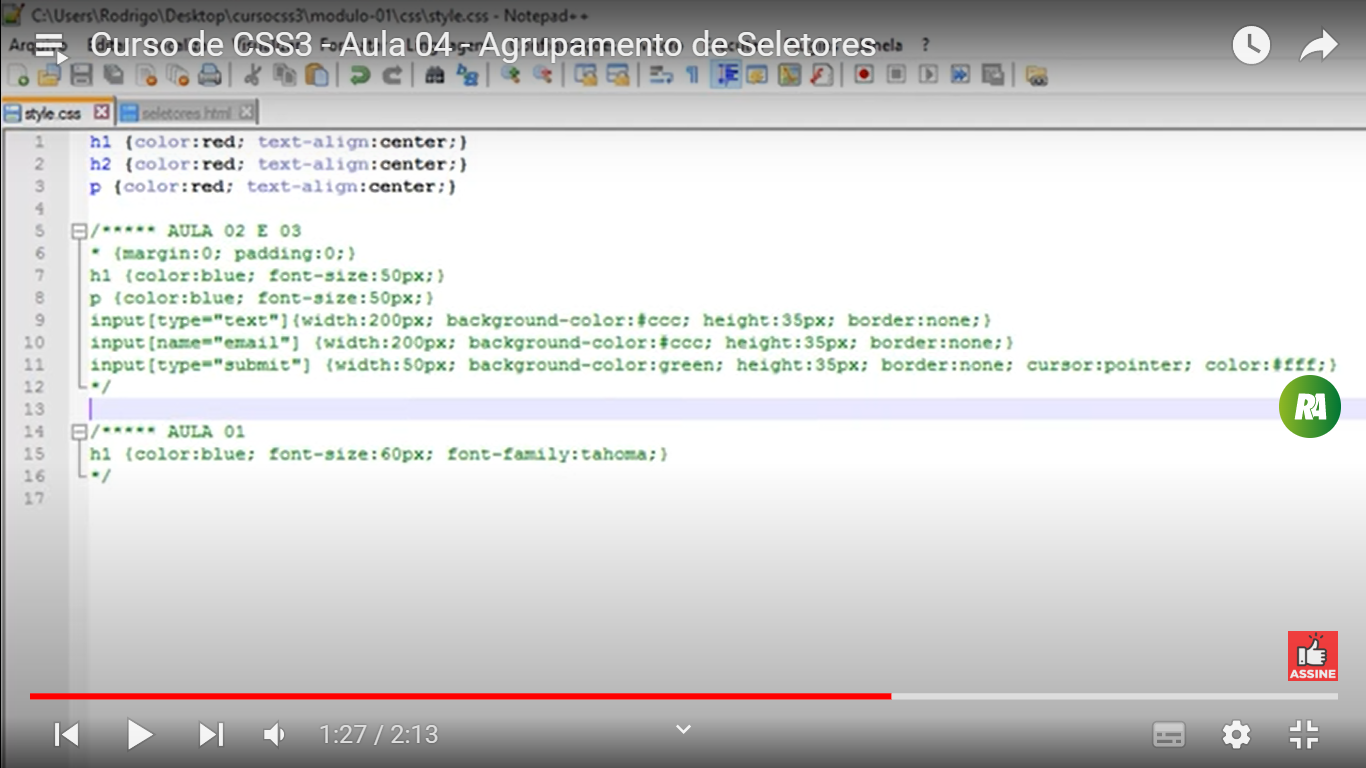 C:\Users\Rodrigo\Desktop\cursocss3\modulo-01\css\style.css - Notepad++
Curso de CSS3 - Aula 04 - Agrupamento de Seletores
?
style.css seletores.html
1 h1 {color:red; text-align:center;}
2 h2 {color:red; text-align:center;}
3 p {color:red; text-align:center;}
4
5 /***** AULA 02 E 03
6 * {margin:0; padding:0;}
7 h1 {color:blue; font-size:50px;}
8 p {color:blue; font-size:50px;}
9 input[type="text"]{width:200px; background-color:#ccc; height:35px; border:none;}
10 input[name="email"] {width:200px; background-color:#ccc; height:35px; border:none;}
11 input[type="submit"] {width:50px; background-color:green; height:35px; border:none; cursor:pointer; color:#fff;}
12 */
13
14 /***** AULA 01
15 h1 {color:blue; font-size:60px; font-family:tahoma;}
16 */
17
RA
ASSINE
1:27 / 2:13